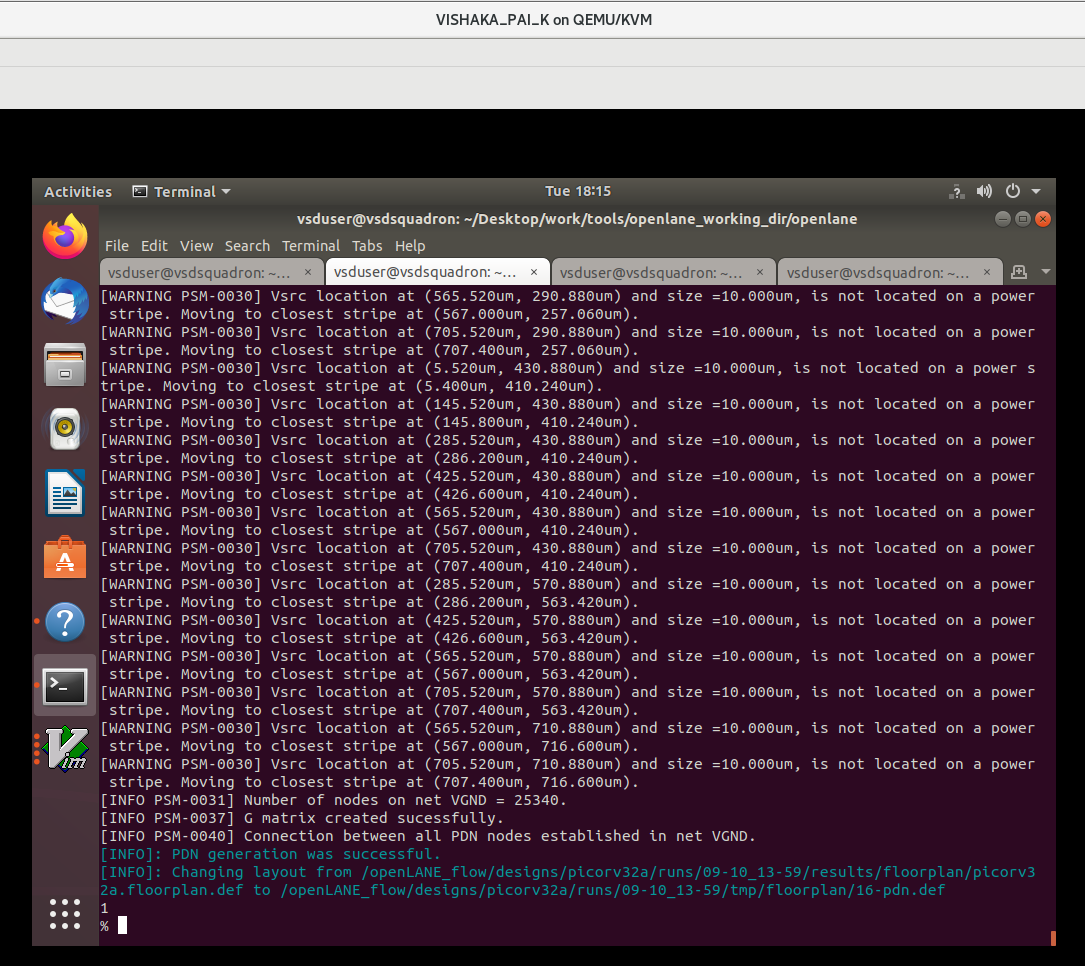 VISHAKA_PAI_K on QEMU/KVM
Activities Terminal Tue 18:15
vsduser@vsdsquadron: ~/Desktop/work/tools/openlane_working_dir/openlane
File Edit View Search Terminal Tabs Help
vsduser@vsdsquadron: ~... × vsduser@vsdsquadron: ~... × vsduser@vsdsquadron: ~... × vsduser@vsdsquadron: ~... ×
[WARNING PSM-0030] Vsrc location at (565.520um, 290.880um) and size =10.000um, is not located on a power
 stripe. Moving to closest stripe at (567.000um, 257.060um).
[WARNING PSM-0030] Vsrc location at (705.520um, 290.880um) and size =10.000um, is not located on a power
 stripe. Moving to closest stripe at (707.400um, 257.060um).
[WARNING PSM-0030] Vsrc location at (5.520um, 430.880um) and size =10.000um, is not located on a power s
tripe. Moving to closest stripe at (5.400um, 410.240um).
[WARNING PSM-0030] Vsrc location at (145.520um, 430.880um) and size =10.000um, is not located on a power
 stripe. Moving to closest stripe at (145.800um, 410.240um).
[WARNING PSM-0030] Vsrc location at (285.520um, 430.880um) and size =10.000um, is not located on a power
 stripe. Moving to closest stripe at (286.200um, 410.240um).
[WARNING PSM-0030] Vsrc location at (425.520um, 430.880um) and size =10.000um, is not located on a power
 stripe. Moving to closest stripe at (426.600um, 410.240um).
[WARNING PSM-0030] Vsrc location at (565.520um, 430.880um) and size =10.000um, is not located on a power
 stripe. Moving to closest stripe at (567.000um, 410.240um).
[WARNING PSM-0030] Vsrc location at (705.520um, 430.880um) and size =10.000um, is not located on a power
 stripe. Moving to closest stripe at (707.400um, 410.240um).
[WARNING PSM-0030] Vsrc location at (285.520um, 570.880um) and size =10.000um, is not located on a power
 stripe. Moving to closest stripe at (286.200um, 563.420um).
[WARNING PSM-0030] Vsrc location at (425.520um, 570.880um) and size =10.000um, is not located on a power
 stripe. Moving to closest stripe at (426.600um, 563.420um).
[WARNING PSM-0030] Vsrc location at (565.520um, 570.880um) and size =10.000um, is not located on a power
 stripe. Moving to closest stripe at (567.000um, 563.420um).
[WARNING PSM-0030] Vsrc location at (705.520um, 570.880um) and size =10.000um, is not located on a power
 stripe. Moving to closest stripe at (707.400um, 563.420um).
[WARNING PSM-0030] Vsrc location at (565.520um, 710.880um) and size =10.000um, is not located on a power
 stripe. Moving to closest stripe at (567.000um, 716.600um).
[WARNING PSM-0030] Vsrc location at (705.520um, 710.880um) and size =10.000um, is not located on a power
 stripe. Moving to closest stripe at (707.400um, 716.600um).
[INFO PSM-0031] Number of nodes on net VGND = 25340.
[INFO PSM-0037] G matrix created sucessfully.
[INFO PSM-0040] Connection between all PDN nodes established in net VGND.
[INFO]: PDN generation was successful.
[INFO]: Changing layout from /openLANE_flow/designs/picorv32a/runs/09-10_13-59/results/floorplan/picorv3
2a.floorplan.def to /openLANE_flow/designs/picorv32a/runs/09-10_13-59/tmp/floorplan/16-pdn.def
1
%